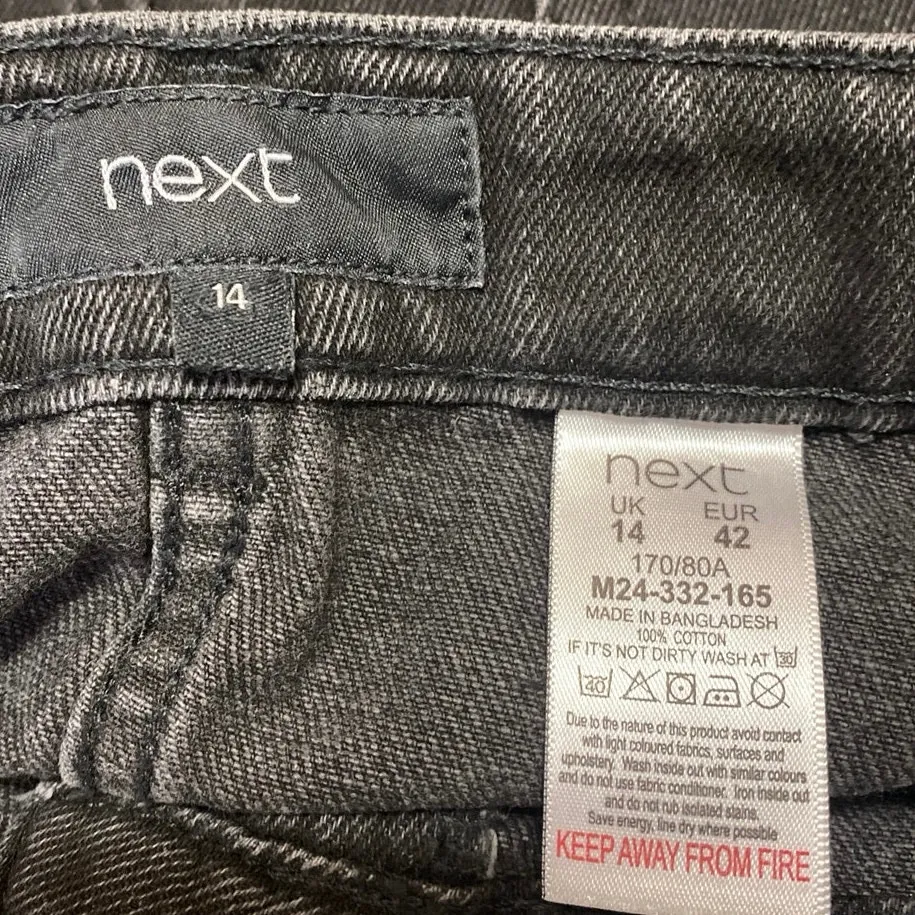 next
14
next
UK EUR
14 42
170/80A
M24-332-165
MADE IN BANGLADESH
100% COTTON
IF IT'S NOT DIRTY WASH AT 30
40
Due to the nature of this product avoid contact
with light coloured fabrics, surfaces and
upholstery. Wash inside out with similar colours
and do not use fabric conditioner. Iron inside out
and do not rub isolated stains.
Save energy, line dry where possible
KEEP AWAY FROM FIRE